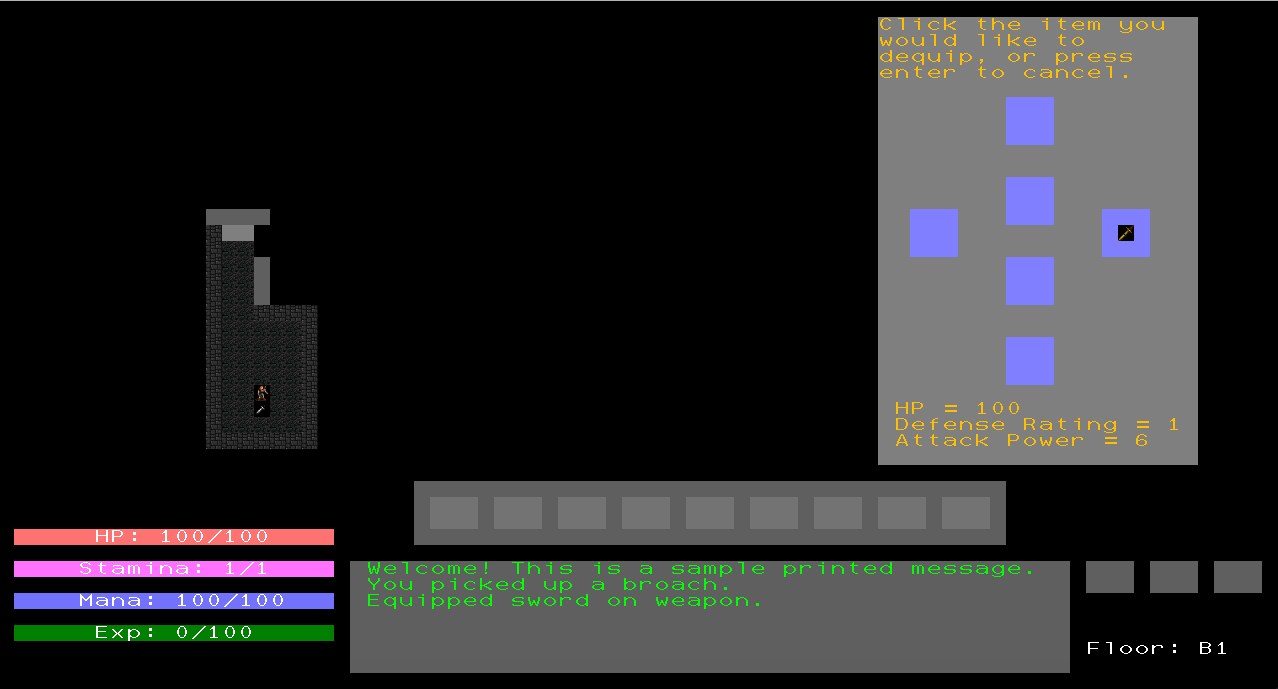 Click the item you
would like to
dequip, or press
enter to cancel.
HP = 100
Defense Rating = 1
Attack Power = 6
HP: 100/100
Stamina: 1/1
Mana: 100/100
Exp: 0/100
Welcome! This is a sample printed message.
You picked up a broach.
Equipped sword on weapon.
Floor: B1